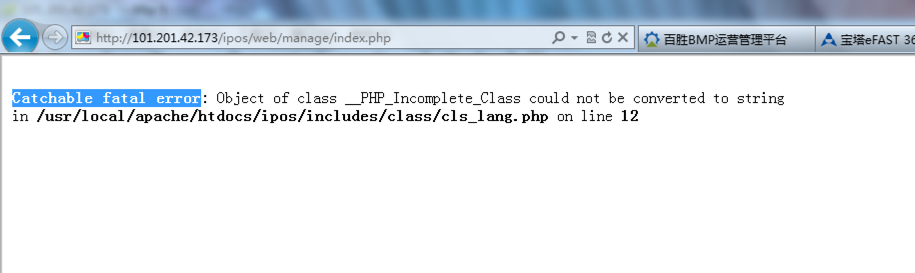 http://101.201.42.173/ipos/web/manage/index.php
百胜BMP运营管理平台
宝塔eFAST 36
Catchable fatal error: Object of class __PHP_Incomplete_Class could not be converted to string
in /usr/local/apache/htdocs/ipos/includes/class/cls_lang.php on line 12